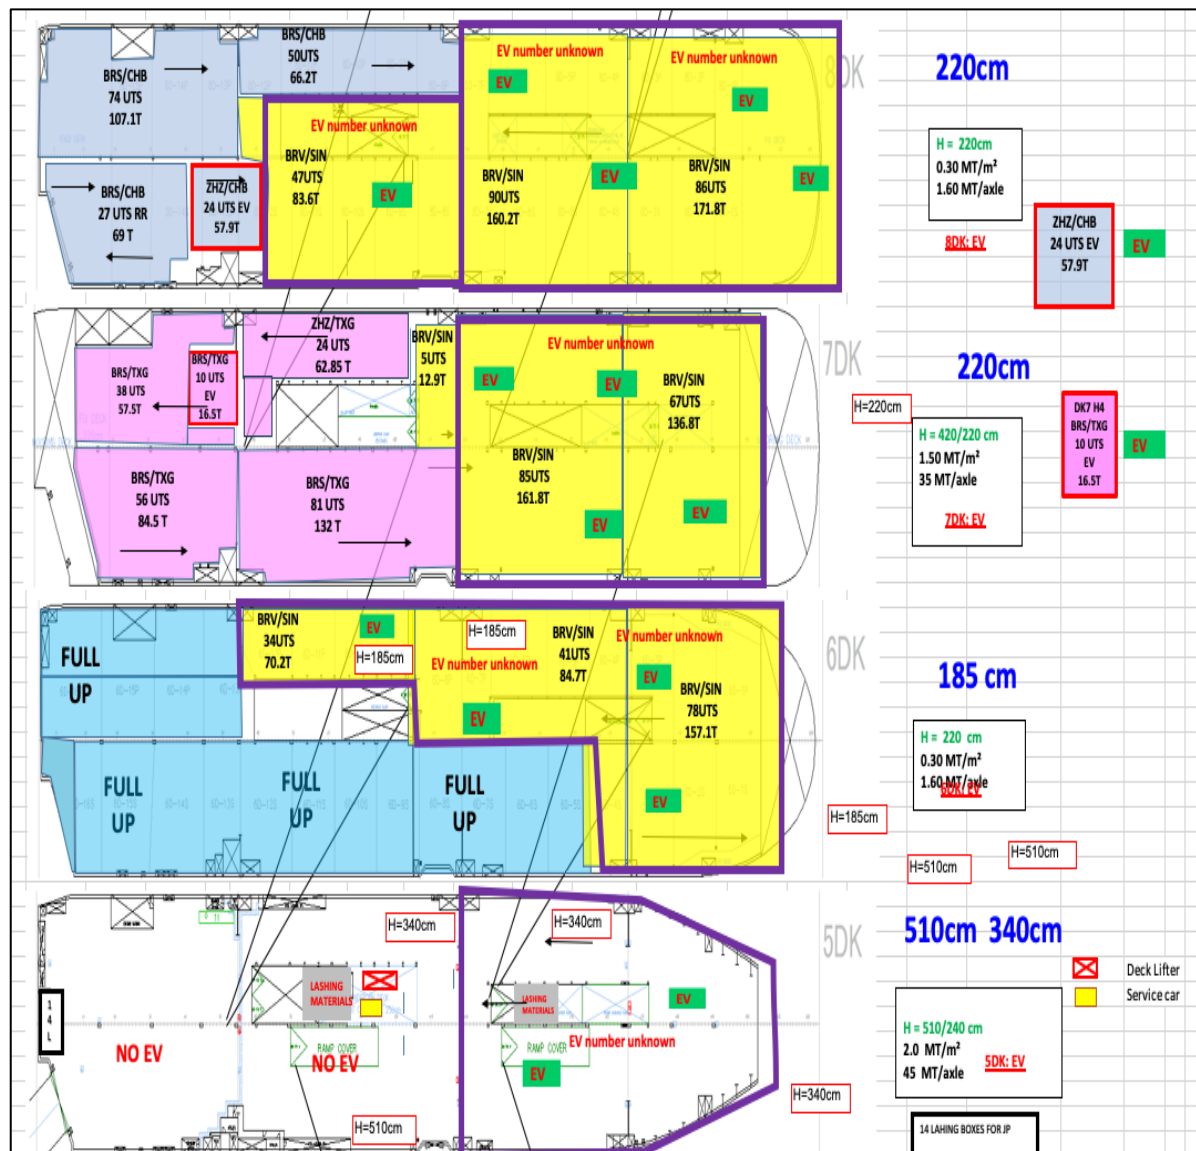 BRS/CHB
50UTS
66.2T
EV number unknown
EV number unknown
8DK
220cm
BRS/CHB
74 UTS
107.1T
EV
EV
EV number unknown
H = 220cm
0.30 MT/m²
1.60 MT/axle
BRV/SIN
47UTS
83.6T
EV
BRV/SIN
90UTS
160.2T
EV
BRV/SIN
86UTS
171.8T
EV
BRS/CHB
27 UTS RR
69 T
ZHZ/CHB
24 UTS EV
57.9T
8DK: EV
ZHZ/CHB
24 UTS EV
57.9T
EV
ZHZ/TXG
24 UTS
62.85 T
BRV/SIN
5UTS
12.9T
EV number unknown
7DK
220cm
BRS/TXG
38 UTS
57.5T
BRS/TXG
10 UTS
EV
16.5T
EV
EV
BRV/SIN
67UTS
136.8T
H=220cm
DK7 H4
BRS/TXG
10 UTS
EV
16.5T
EV
H = 420/220 cm
1.50 MT/m²
35 MT/axle
7DK: EV
BRS/TXG
56 UTS
84.5 T
BRS/TXG
81 UTS
132 T
BRV/SIN
85UTS
161.8T
EV
EV
BRV/SIN
34UTS
70.2T
EV
H=185cm
H=185cm
BRV/SIN
41UTS
84.7T
EV number unknown
EV number unknown
6DK
185 cm
FULL
UP
EV
EV
BRV/SIN
78UTS
157.1T
H = 220 cm
0.30 MT/m²
1.60 MT/axle
6DK: EV
FULL
UP
FULL
UP
FULL
UP
EV
H=185cm
H=510cm
H=510cm
H=340cm
H=340cm
5DK
510cm 340cm
Deck Lifter
Service car
LASHING
MATERIALS
LASHING
MATERIALS
EV
1
4
L
H = 510/240 cm
2.0 MT/m²
45 MT/axle
5DK: EV
NO EV
NO EV
RAMP COVER
RAMP COVER
EV number unknown
EV
H=340cm
H=510cm
14 LAHING BOXES FOR JP